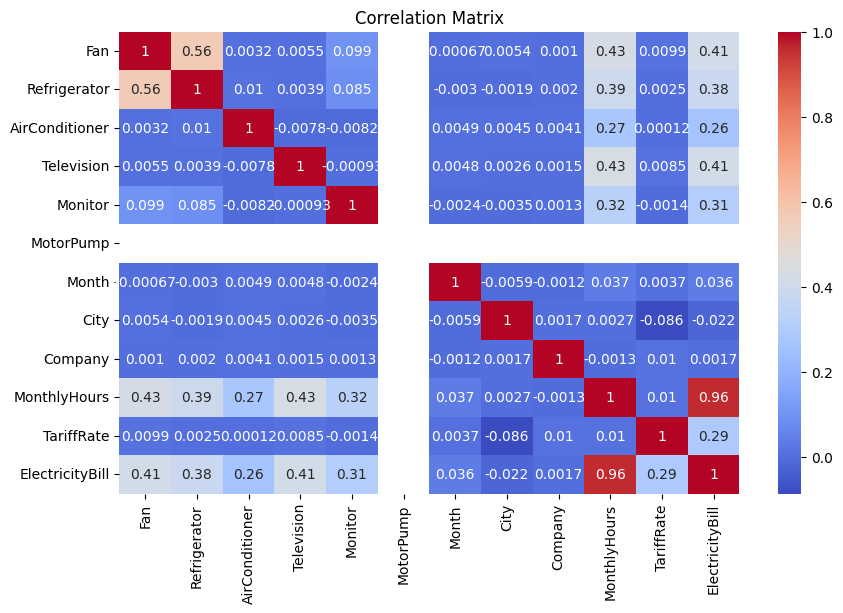 Correlation Matrix
Fan 1 0.56 0.0032 0.0055 0.099 0.00067 0.0054 0.001 0.43 0.0099 0.41
Refrigerator 0.56 1 0.01 0.0039 0.085 -0.003 -0.0019 0.002 0.39 0.0025 0.38
AirConditioner 0.0032 0.01 1 -0.0078 -0.0082 0.0049 0.0045 0.0041 0.27 0.00012 0.26
Television 0.0055 0.0039 -0.0078 1 -0.00093 0.0048 0.0026 0.0015 0.43 0.0085 0.41
Monitor 0.099 0.085 -0.0082 -0.00093 1 -0.0024 -0.0035 0.0013 0.32 -0.0014 0.31
MotorPump
Month 0.00067 -0.003 0.0049 0.0048 -0.0024 1 -0.0059 -0.0012 0.037 0.0037 0.036
City 0.0054 -0.0019 0.0045 0.0026 -0.0035 -0.0059 1 0.0017 0.0027 -0.086 -0.022
Company 0.001 0.002 0.0041 0.0015 0.0013 -0.0012 0.0017 1 -0.0013 0.01 0.0017
MonthlyHours 0.43 0.39 0.27 0.43 0.32 0.037 0.0027 -0.0013 1 0.01 0.96
TariffRate 0.0099 0.0025 0.00012 0.0085 -0.0014 0.0037 -0.086 0.01 0.01 1 0.29
ElectricityBill 0.41 0.38 0.26 0.41 0.31 0.036 -0.022 0.0017 0.96 0.29 1
Fan Refrigerator AirConditioner Television Monitor MotorPump Month City Company MonthlyHours TariffRate ElectricityBill
1.0
0.8
0.6
0.4
0.2
0.0